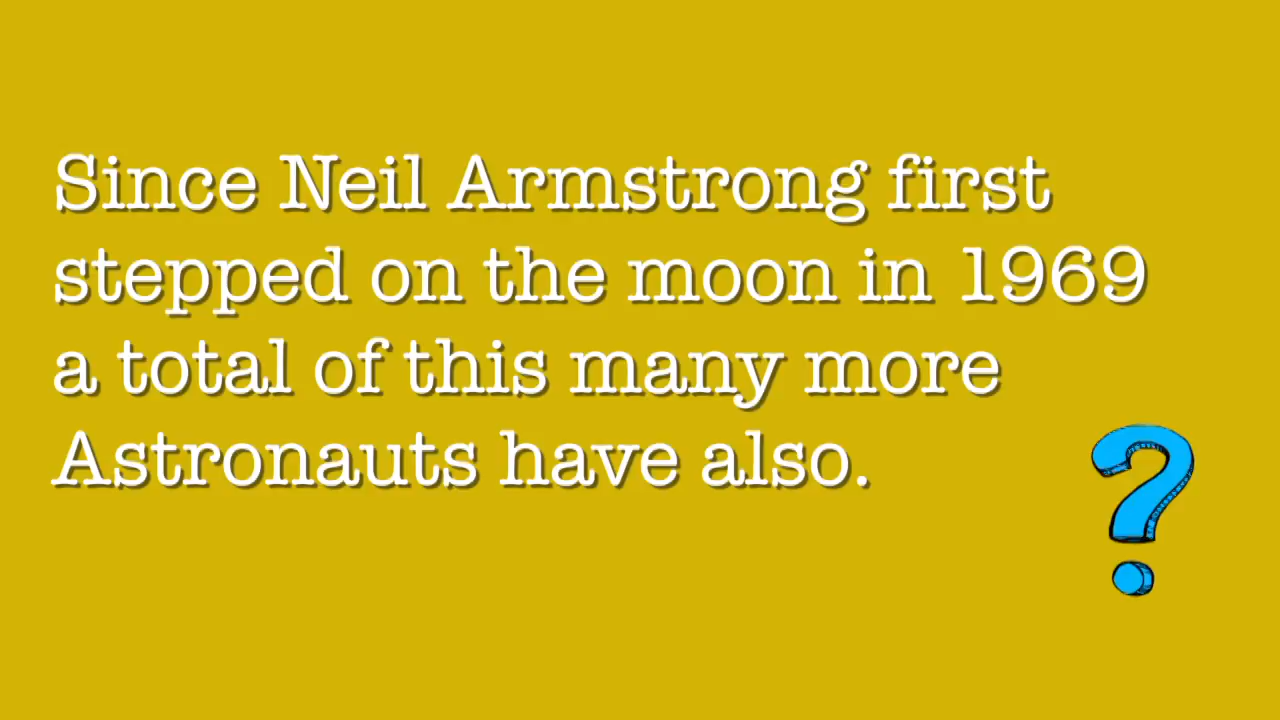 Since Neil Armstrong first
stepped on the moon in 1969
a total of this many more
Astronauts have also.
?